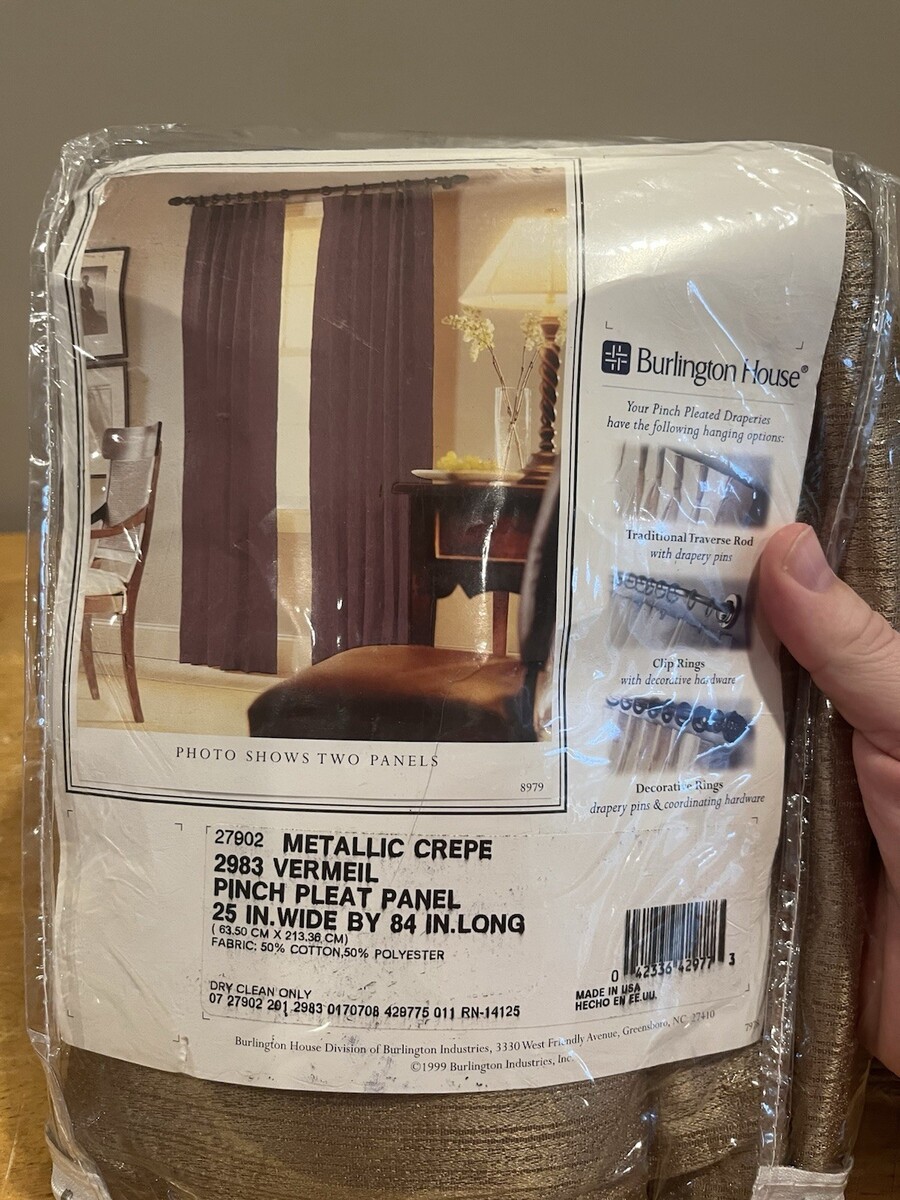 Burlington House®
Your Pinch Pleated Draperies
have the following hanging options:
Traditional Traverse Rod
with drapery pins
Clip Rings
with decorative hardware
Decorative Rings
drapery pins & coordinating hardware
PHOTO SHOWS TWO PANELS
8979
27902 METALLIC CREPE
2983 VERMEIL
PINCH PLEAT PANEL
25 IN.WIDE BY 84 IN.LONG
( 63.50 CM X 213.36 CM)
FABRIC: 50% COTTON,50% POLYESTER
DRY CLEAN ONLY
07 27902 201 2983 0170708 429775 011 RN-14125
0 42336 42977 3
MADE IN USA
HECHO EN EE.UU.
Burlington House Division of Burlington Industries, 3330 West Friendly Avenue, Greensboro, NC 27410
©1999 Burlington Industries, Inc.